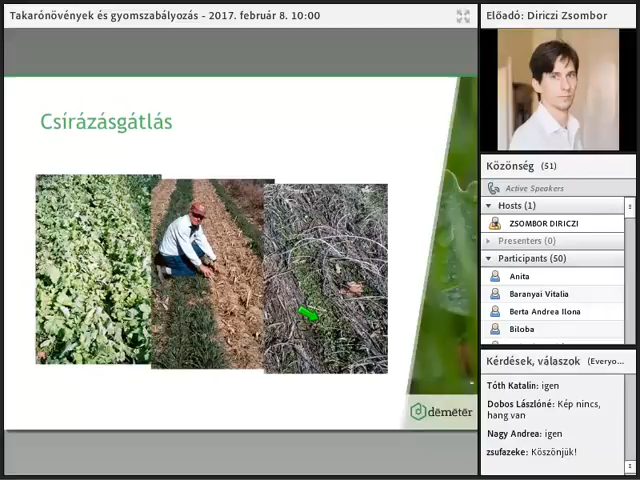 Takarónövények és gyomszabályozás - 2017. február 8. 10:00
Csírázásgátlás
demeter
Előadó: Diriczi Zsombor
Közönség (51)
Active Speakers
Hosts (1)
ZSOMBOR DIRICZI
Presenters (0)
Participants (50)
Anita
Baranyai Vitalia
Berta Andrea Ilona
Biloba
Kérdések, válaszok (Everyo...
Tóth Katalin: igen
Dobos Lászlóné: Kép nincs,
hang van
Nagy Andrea: igen
zsufazeke: Köszönjük!